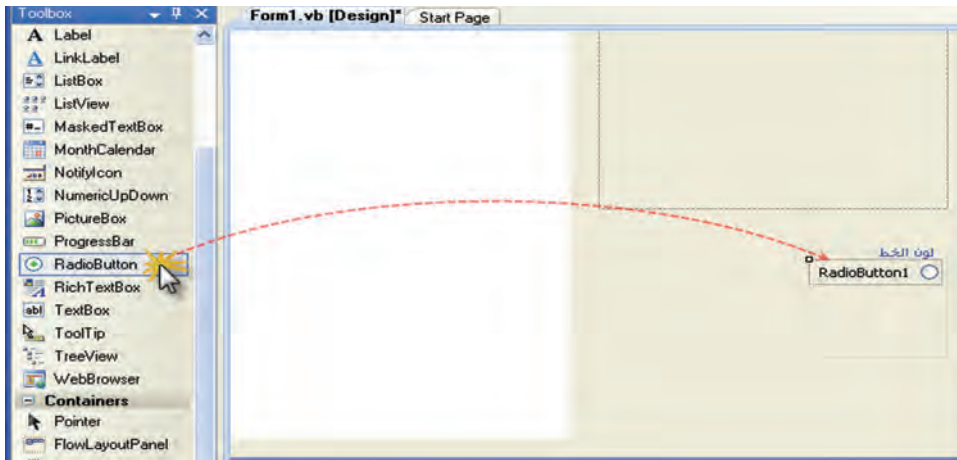 Toolbox
Form1.vb [Design]* Start Page
Label
LinkLabel
ListBox
ListView
MaskedTextBox
MonthCalendar
NotifyIcon
NumericUpDown
PictureBox
ProgressBar
RadioButton
RichTextBox
TextBox
ToolTip
TreeView
WebBrowser
Containers
Pointer
FlowLayoutPanel
لون الخط
RadioButton1